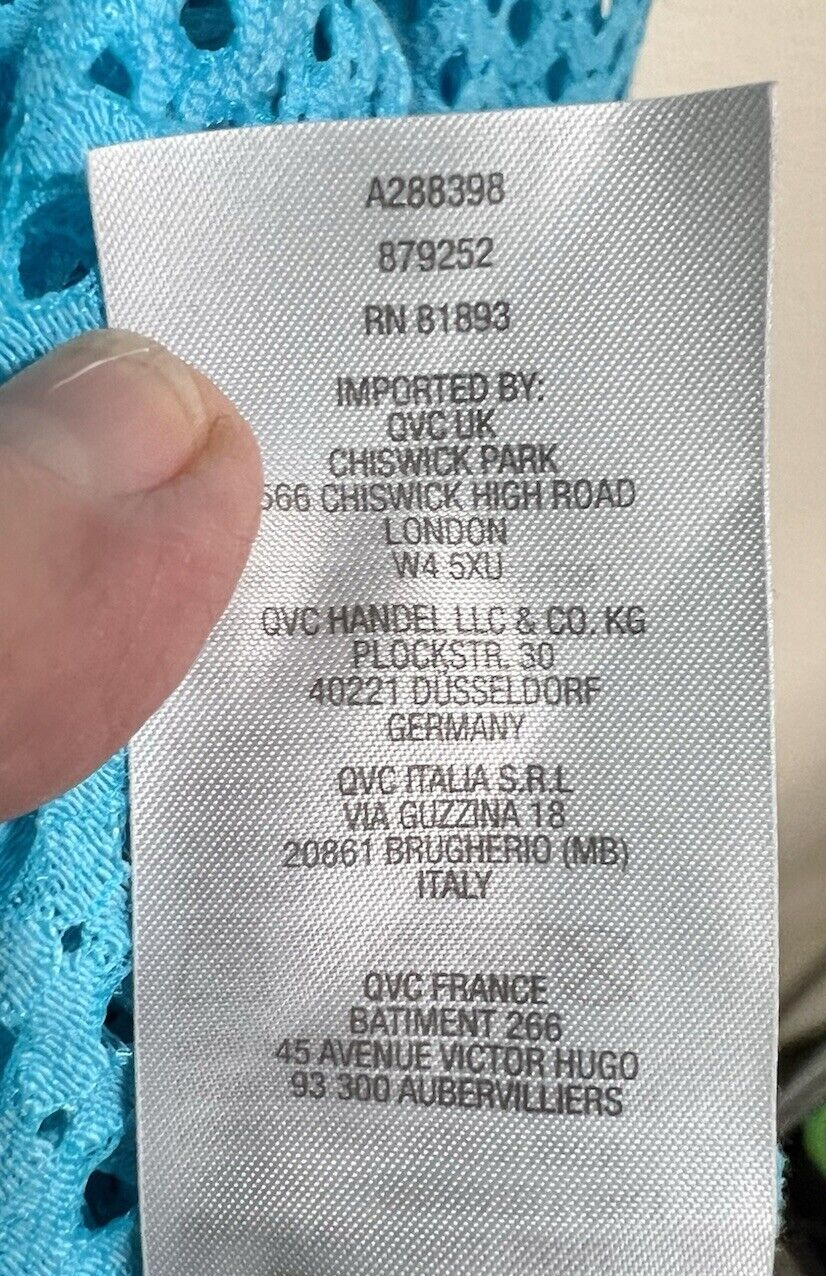 A288398
879252
RN 81893
IMPORTED BY:
QVC UK
CHISWICK PARK
566 CHISWICK HIGH ROAD
LONDON
W4 5XU
QVC HANDEL LLC & CO. KG
PLOCKSTR. 30
40221 DÜSSELDORF
GERMANY
QVC ITALIA S.R.L
VIA GUZZINA 18
20861 BRUGHERIO (MB)
ITALY
QVC FRANCE
BATIMENT 266
45 AVENUE VICTOR HUGO
93 300 AUBERVILLIERS